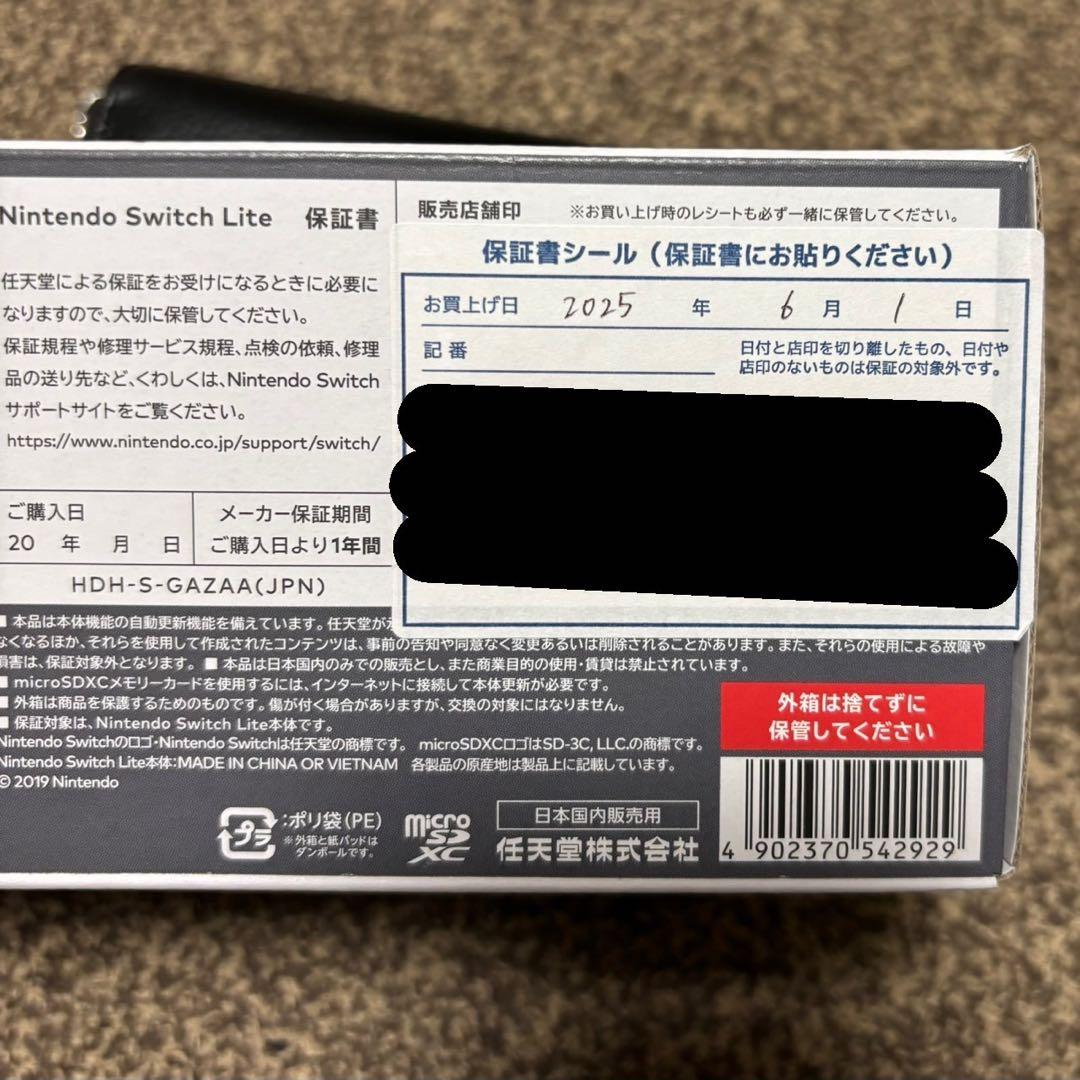 Nintendo Switch Lite 保証書
任天堂による保証をお受けになるときに必要に
なりますので、大切に保管してください。
保証規程や修理サービス規程、点検の依頼、修理
品の送り先など、くわしくは、Nintendo Switch
サポートサイトをご覧ください。
https://www.nintendo.co.jp/support/switch/
ご購入日
20 年 月 日
メーカー保証期間
ご購入日より1年間
HDH-S-GAZAA(JPN)
販売店舗印 ※お買い上げ時のレシートも必ず一緒に保管してください。
保証書シール(保証書にお貼りください)
お買上げ日 2025 年 6 月 1 日
記番
日付と店印を切り離したもの、日付や
店印のないものは保証の対象外です。
■ 本品は本体機能の自動更新機能を備えています。任天堂が
なくなるほか、それらを使用して作成されたコンテンツは、事前の告知や同意なく変更あるいは削除されることがあります。また、それらの使用による故障や
損害は、保証対象外となります。 ■ 本品は日本国内のみでの販売とし、また商業目的の使用・賃貸は禁止されています。
■ microSDXCメモリーカードを使用するには、インターネットに接続して本体更新が必要です。
■ 外箱は商品を保護するためのものです。傷が付く場合がありますが、交換の対象にはなりません。
■ 保証対象は、Nintendo Switch Lite本体です。
Nintendo Switchのロゴ・Nintendo Switchは任天堂の商標です。 microSDXCロゴはSD-3C, LLC.の商標です。
Nintendo Switch Lite本体:MADE IN CHINA OR VIETNAM 各製品の原産地は製品上に記載しています。
© 2019 Nintendo
外箱は捨てずに
保管してください
プラ
:ポリ袋(PE)
※外箱と紙パッドは
ダンボールです。
micro
SD
XC
日本国内販売用
任天堂株式会社
4 902370 542929